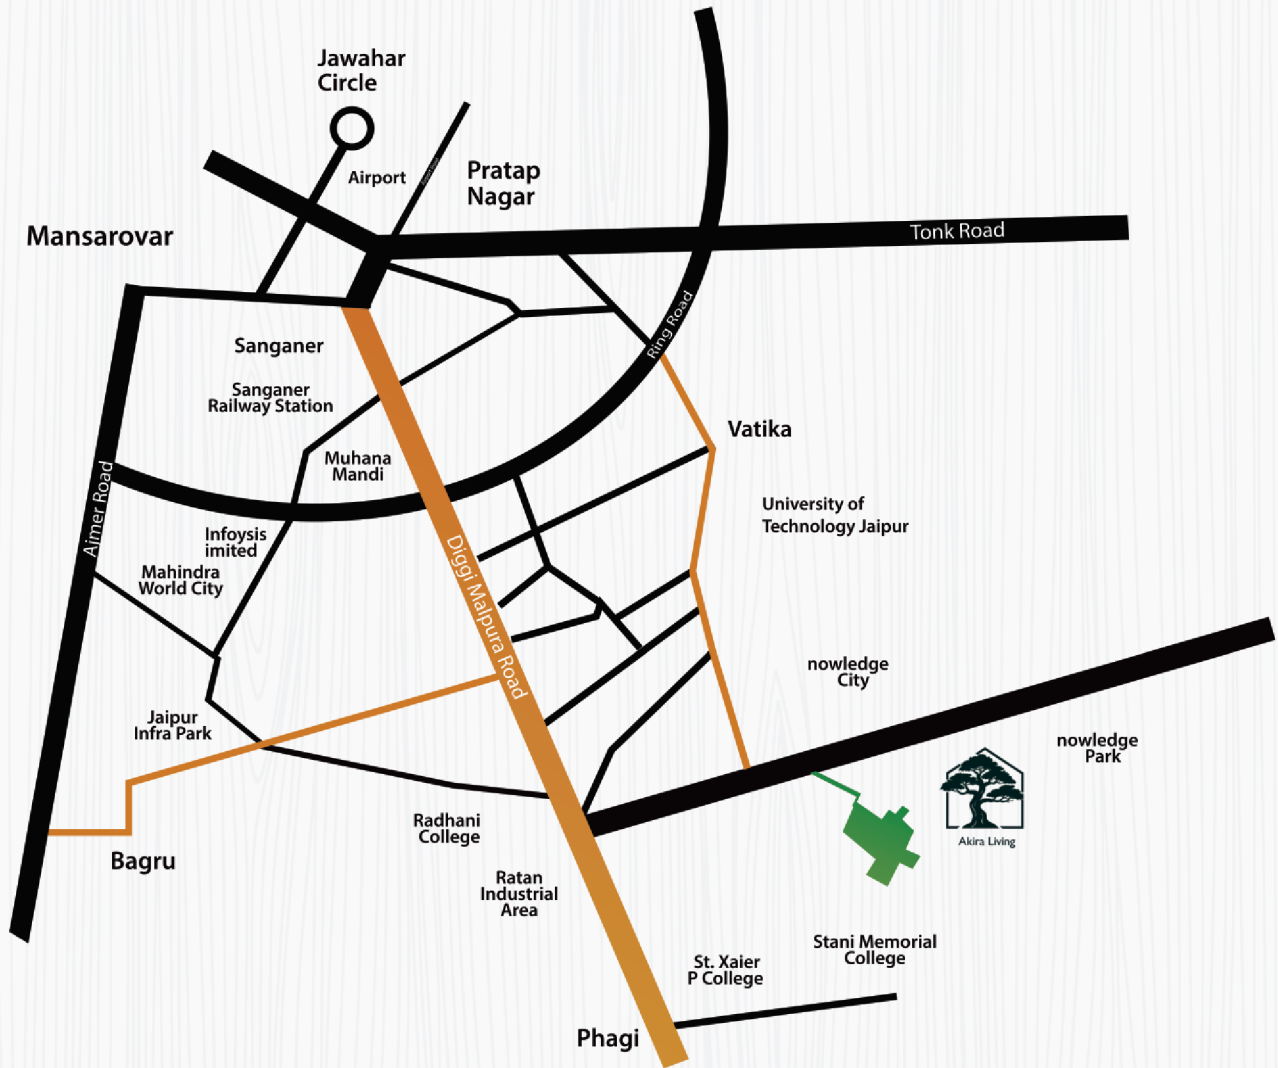 Jawahar
Circle
Airport
Pratap
Nagar
Mansarovar
Tonk Road
Ring Road
Sanganer
Sanganer
Railway Station
Vatika
Muhana
Mandi
Ajmer Road
University of
Technology Jaipur
Infoysis
imited
Mahindra
World City
Diggi Malpura Road
nowledge
City
Jaipur
Infra Park
nowledge
Park
Radhani
College
Akira Living
Bagru
Ratan
Industrial
Area
Stani Memorial
College
St. Xaier
P College
Phagi